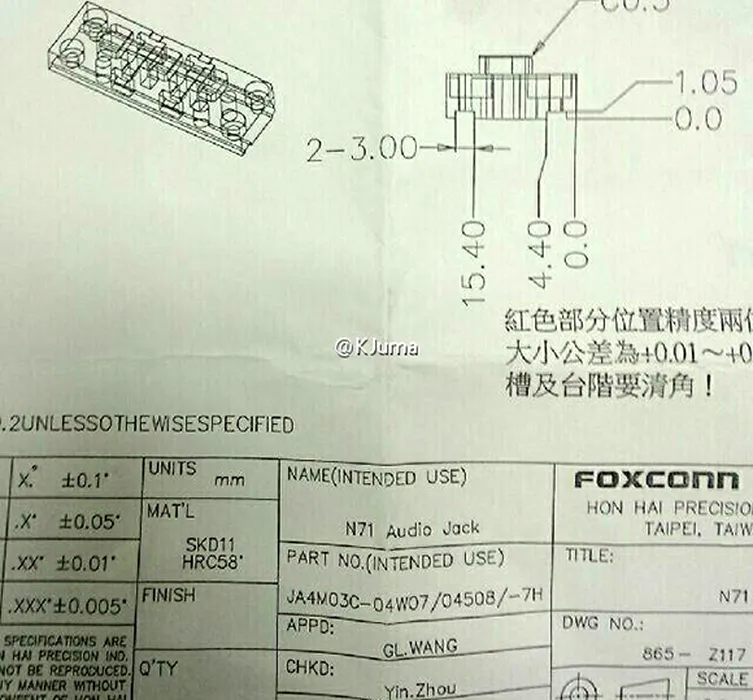 C0.5
1.05
0.0
2-3.00
15.40
4.40
0.0
紅色部分位置精度兩位
大小公差為+0.01～+0
槽及台階要清角！
@KJuma
.2UNLESSOTHEWISESPECIFIED
X.° ±0.1°
.X° ±0.05°
.XX° ±0.01°
.XXX°±0.005°
SPECIFICATIONS ARE
HAI PRECISION IND.
NOT BE REPRODUCED.
MANNER WITHOUT
UNITS mm
MAT'L
SKD11
HRC58°
FINISH
Q'TY
NAME(INTENDED USE)
N71 Audio Jack
PART NO.(INTENDED USE)
JA4M03C-04W07/04508/-7H
APPD:
GL.WANG
CHKD:
Yin.Zhou
FOXCONN
HON HAI PRECISIO
TAIPEI, TAIW
TITLE:
N71
DWG NO.:
865- Z117
SCALE